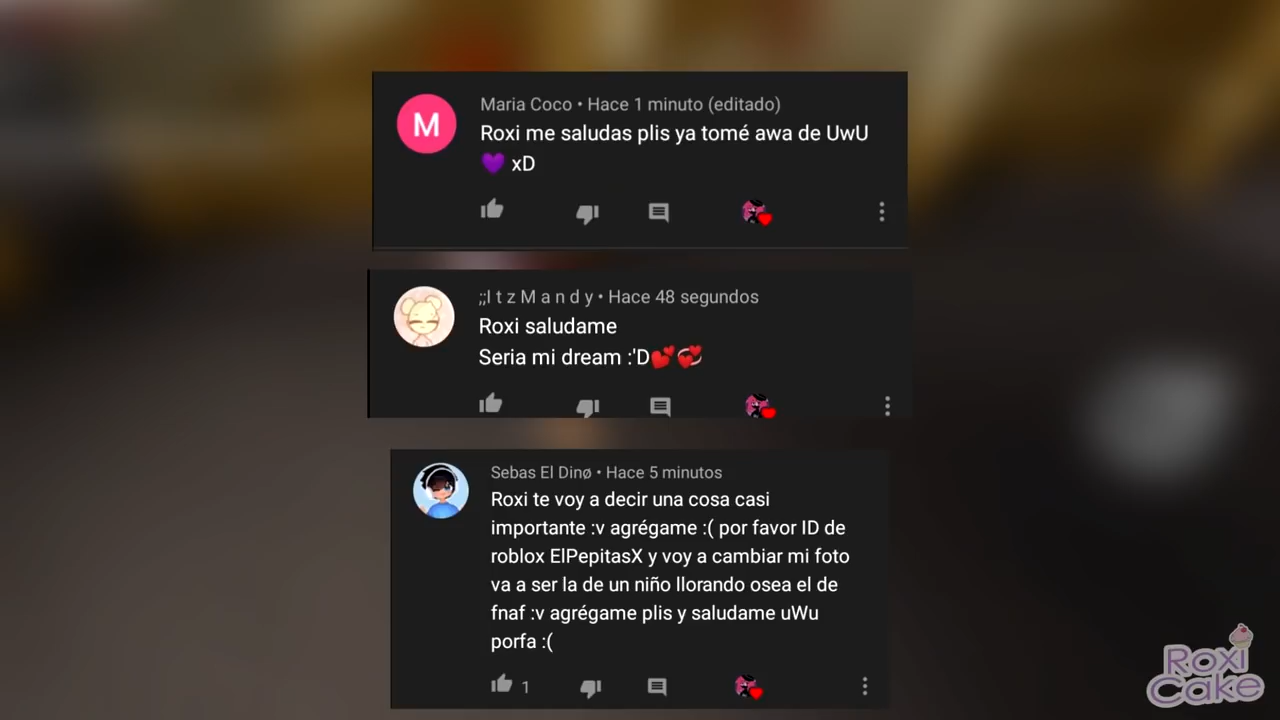 Maria Coco • Hace 1 minuto (editado)
Roxi me saludas plis ya tomé awa de UwU
💜 xD
;;I t z M a n d y • Hace 48 segundos
Roxi saludame
Seria mi dream :'D💕💞
Sebas El Dinø • Hace 5 minutos
Roxi te voy a decir una cosa casi
importante :v agrégame :( por favor ID de
roblox ElPepitasX y voy a cambiar mi foto
va a ser la de un niño llorando osea el de
fnaf :v agrégame plis y saludame uWu
porfa :(
1
M
Roxi
Cake